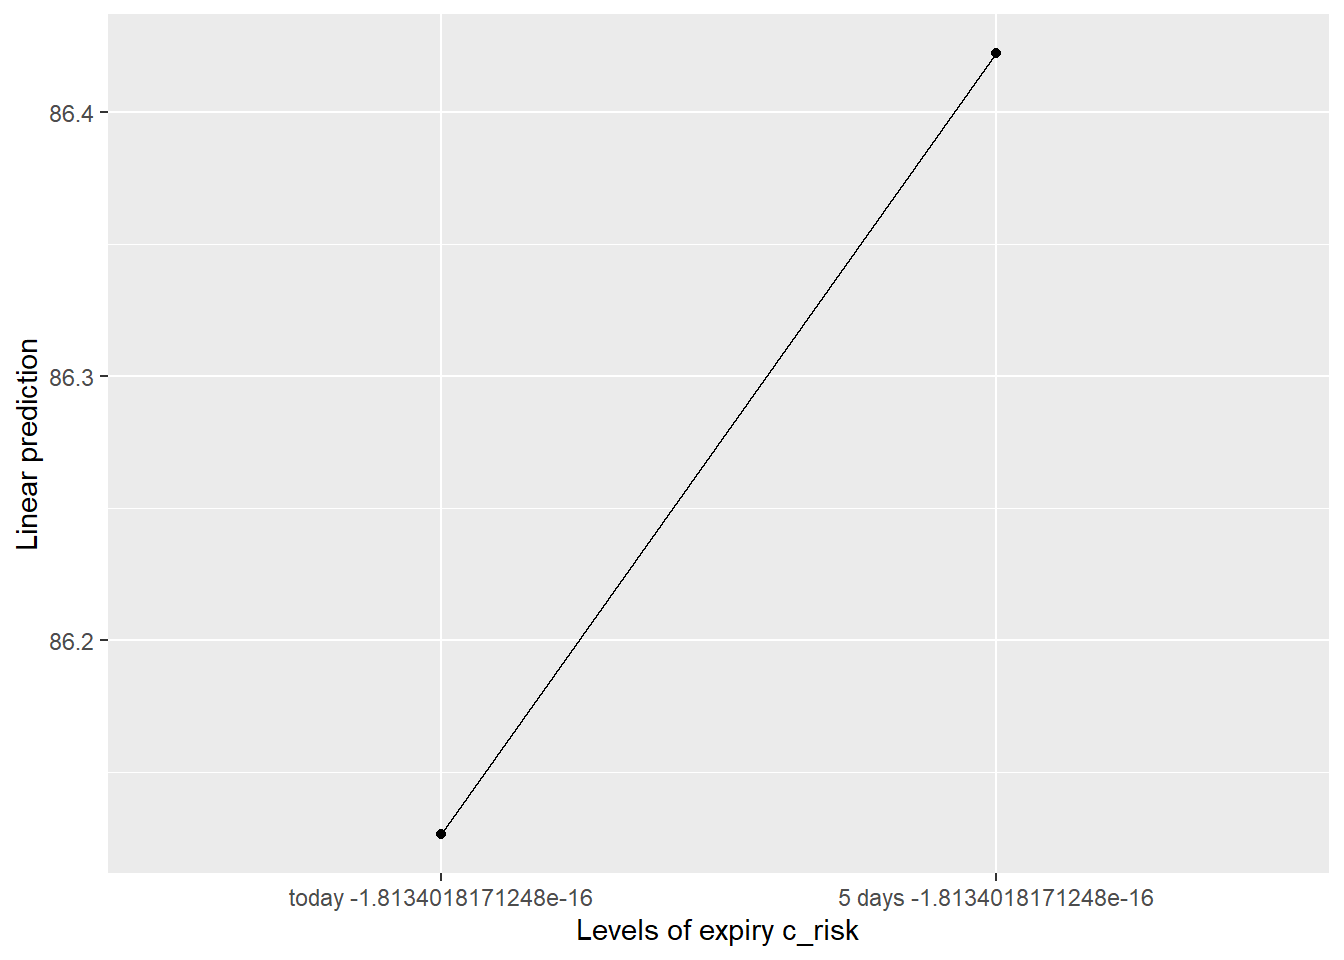 86.4
86.3
86.2
Linear prediction
today -1.8134018171248e-16
5 days -1.8134018171248e-16
Levels of expiry c_risk